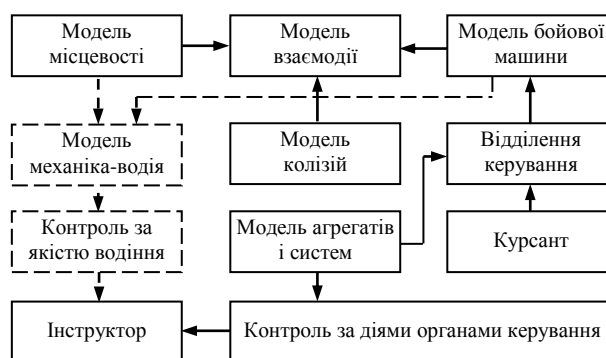 Модель
місцевості
Модель
взаємодії
Модель бойової
машини
Модель
механіка-водія
Модель
колізій
Відділення
керування
Контроль за
якістю водіння
Модель агрегатів
і систем
Курсант
Інструктор
Контроль за діями органами керування